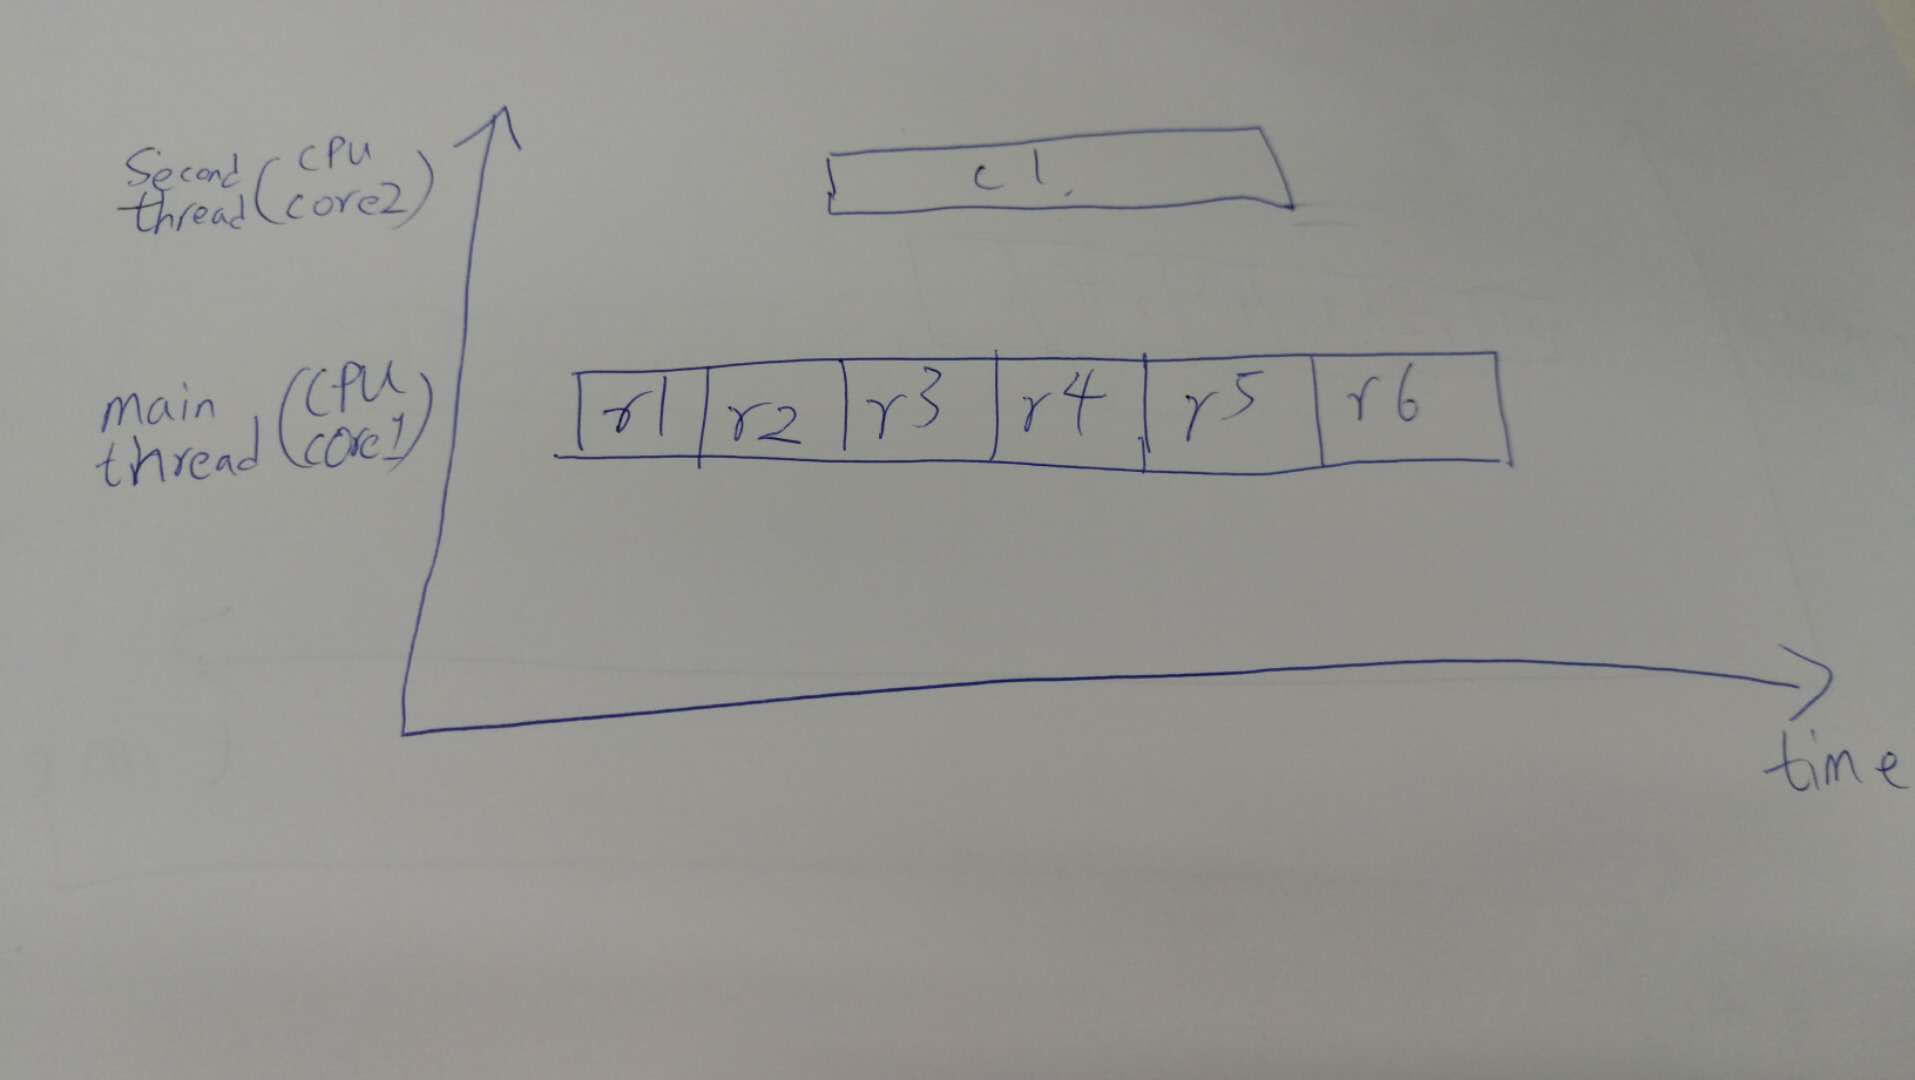 Second (CPU
thread core2)
c1.
main (CPU
thread core1)
r1 r2 r3 r4 r5 r6
time